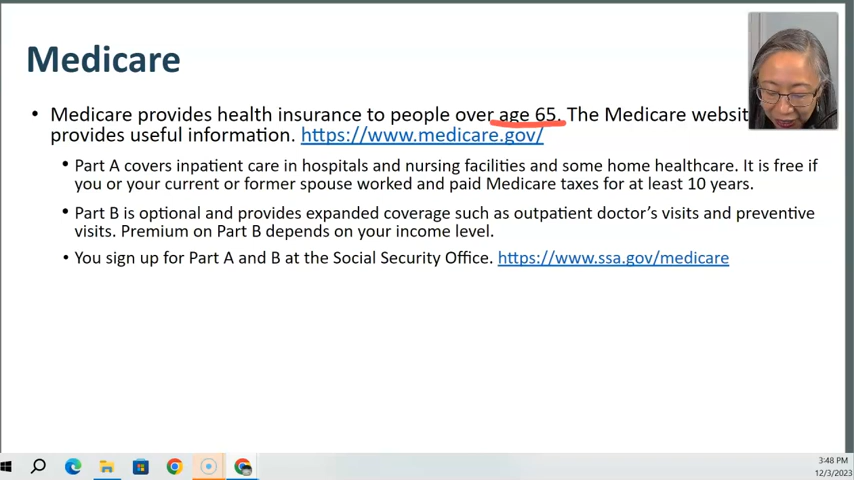 Medicare
• Medicare provides health insurance to people over age 65. The Medicare websit
provides useful information. https://www.medicare.gov/
• Part A covers inpatient care in hospitals and nursing facilities and some home healthcare. It is free if
you or your current or former spouse worked and paid Medicare taxes for at least 10 years.
• Part B is optional and provides expanded coverage such as outpatient doctor’s visits and preventive
visits. Premium on Part B depends on your income level.
• You sign up for Part A and B at the Social Security Office. https://www.ssa.gov/medicare
3:48 PM
12/3/2023